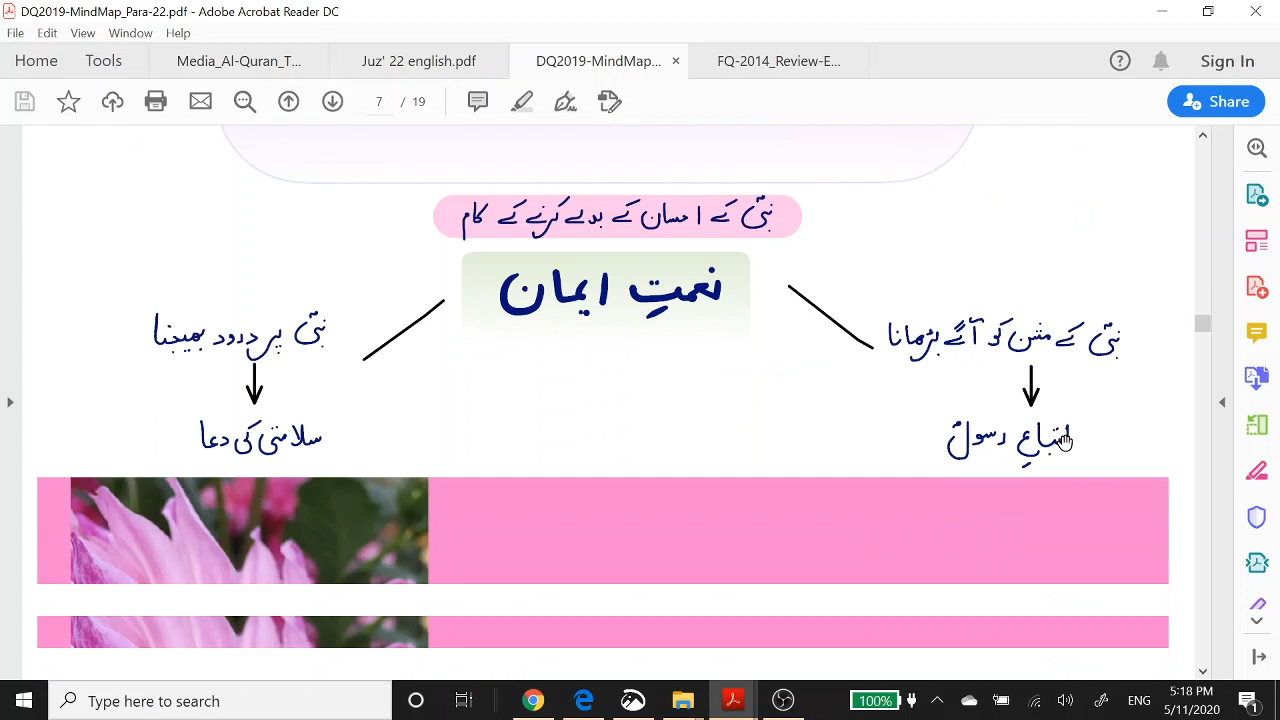 DQ2019-MindMap_Para-22.pdf - Adobe Acrobat Reader DC
File Edit View Window Help
Home Tools Media_Al-Quran_T... Juz' 22 english.pdf DQ2019-MindMap... × FQ-2014_Review-E... Sign In
7 / 19 Share
نبیؐ کے احسان کے بدلے کرنے کے کام
نعمتِ ایمان
نبیؐ کے مشن کو آگے بڑھانا
نبیؐ پر درود بھیجنا
اتباعِ رسولؐ
سلامتی کی دعا
Type here to search 100% ENG 5:18 PM
5/11/2020
1